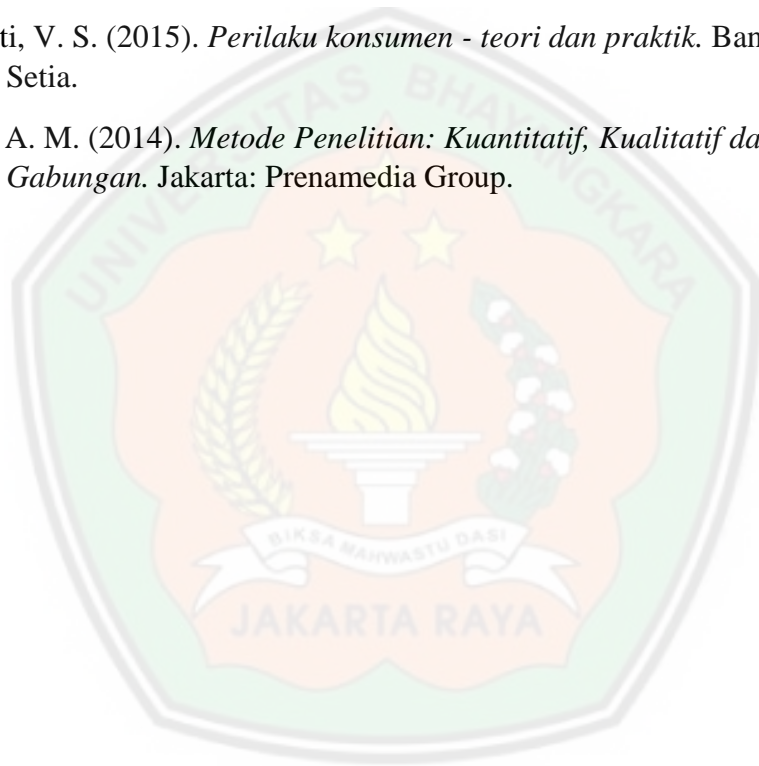 ti, V. S. (2015). Perilaku konsumen - teori dan praktik. Ban
Setia.
A. M. (2014). Metode Penelitian: Kuantitatif, Kualitatif da
Gabungan. Jakarta: Prenamedia Group.
UNIVERSITAS BHAYANGKARA
BIKSA MAHWASTU DASI
JAKARTA RAYA